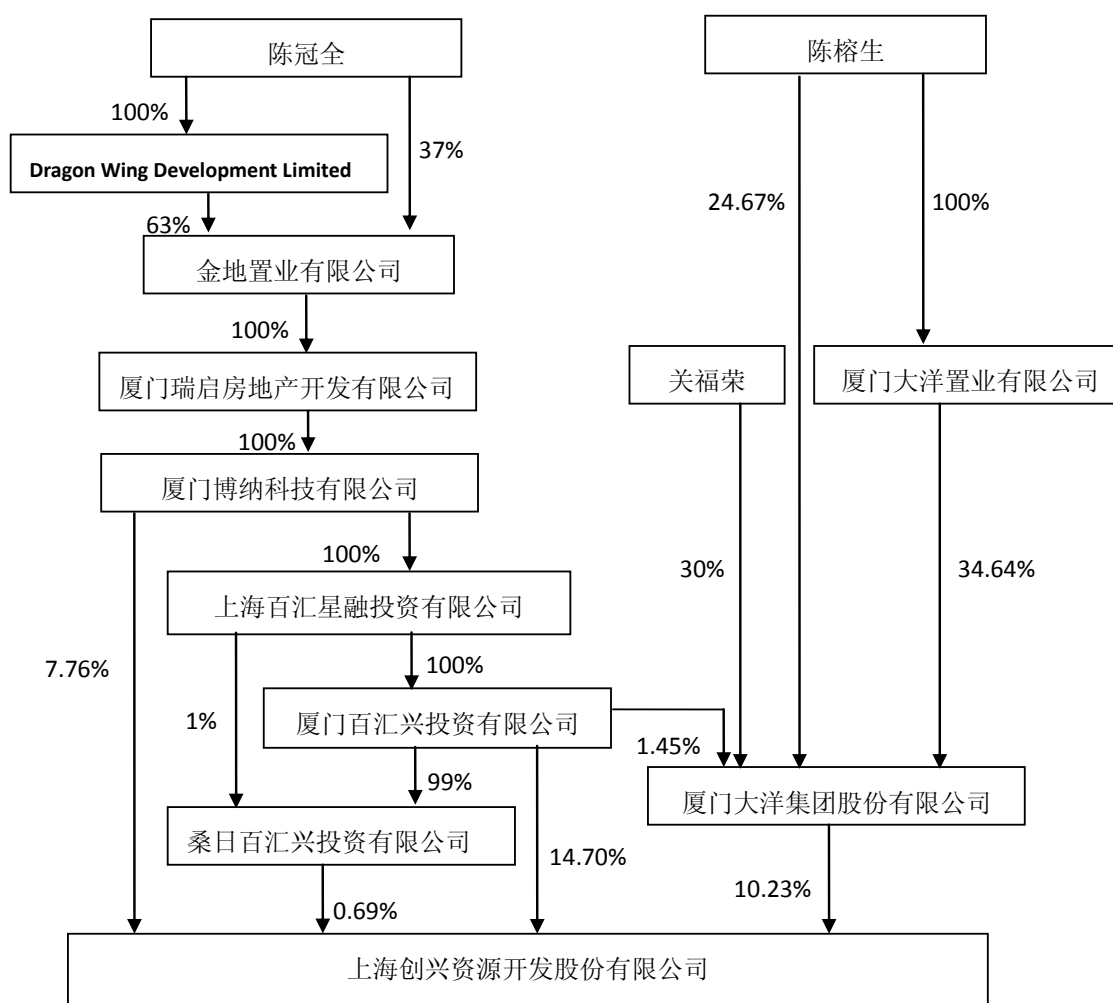 陈冠全
陈榕生
100%
37%
Dragon Wing Development Limited
24.67%
100%
63%
金地置业有限公司
100%
厦门瑞启房地产开发有限公司
关福荣
厦门大洋置业有限公司
100%
厦门博纳科技有限公司
100%
30%
34.64%
上海百汇星融投资有限公司
7.76%
100%
1%
厦门百汇兴投资有限公司
1.45%
99%
厦门大洋集团股份有限公司
桑日百汇兴投资有限公司
14.70%
10.23%
0.69%
上海创兴资源开发股份有限公司